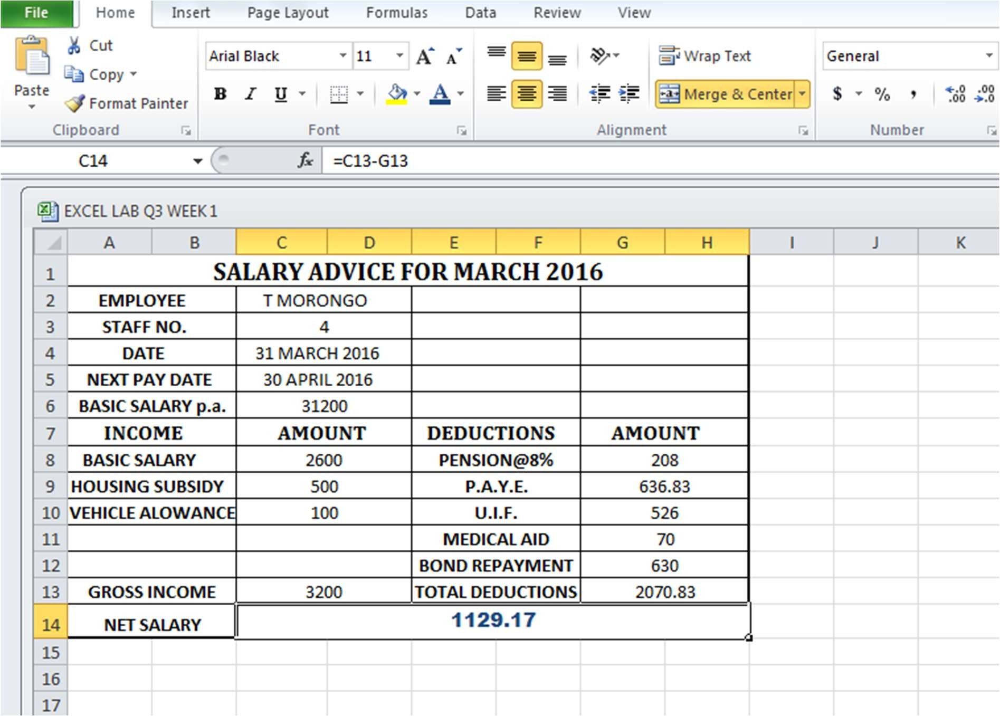 File Home Insert Page Layout Formulas Data Review View
Cut
Copy
Format Painter
Paste
Clipboard
Arial Black 11 A A
B I U A
Font
Wrap Text
Merge & Center
Alignment
General
$ % , .0 .00 .00 .0
Number
C14 fx =C13-G13
EXCEL LAB Q3 WEEK 1
A B C D E F G H I J K
1 SALARY ADVICE FOR MARCH 2016
2 EMPLOYEE T MORONGO
3 STAFF NO. 4
4 DATE 31 MARCH 2016
5 NEXT PAY DATE 30 APRIL 2016
6 BASIC SALARY p.a. 31200
7 INCOME AMOUNT DEDUCTIONS AMOUNT
8 BASIC SALARY 2600 PENSION@8% 208
9 HOUSING SUBSIDY 500 P.A.Y.E. 636.83
10 VEHICLE ALOWANCE 100 U.I.F. 526
11 MEDICAL AID 70
12 BOND REPAYMENT 630
13 GROSS INCOME 3200 TOTAL DEDUCTIONS 2070.83
14 NET SALARY 1129.17
15
16
17